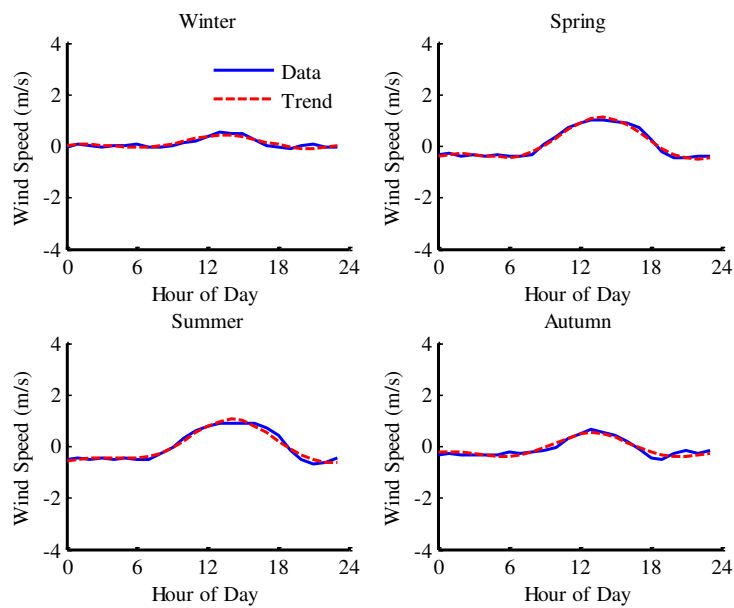 Winter
Wind Speed (m/s)
4
2
0
-2
-4
Data
Trend
0 6 12 18 24
Hour of Day
Spring
Wind Speed (m/s)
4
2
0
-2
-4
0 6 12 18 24
Hour of Day
Summer
Wind Speed (m/s)
4
2
0
-2
-4
0 6 12 18 24
Hour of Day
Autumn
Wind Speed (m/s)
4
2
0
-2
-4
0 6 12 18 24
Hour of Day